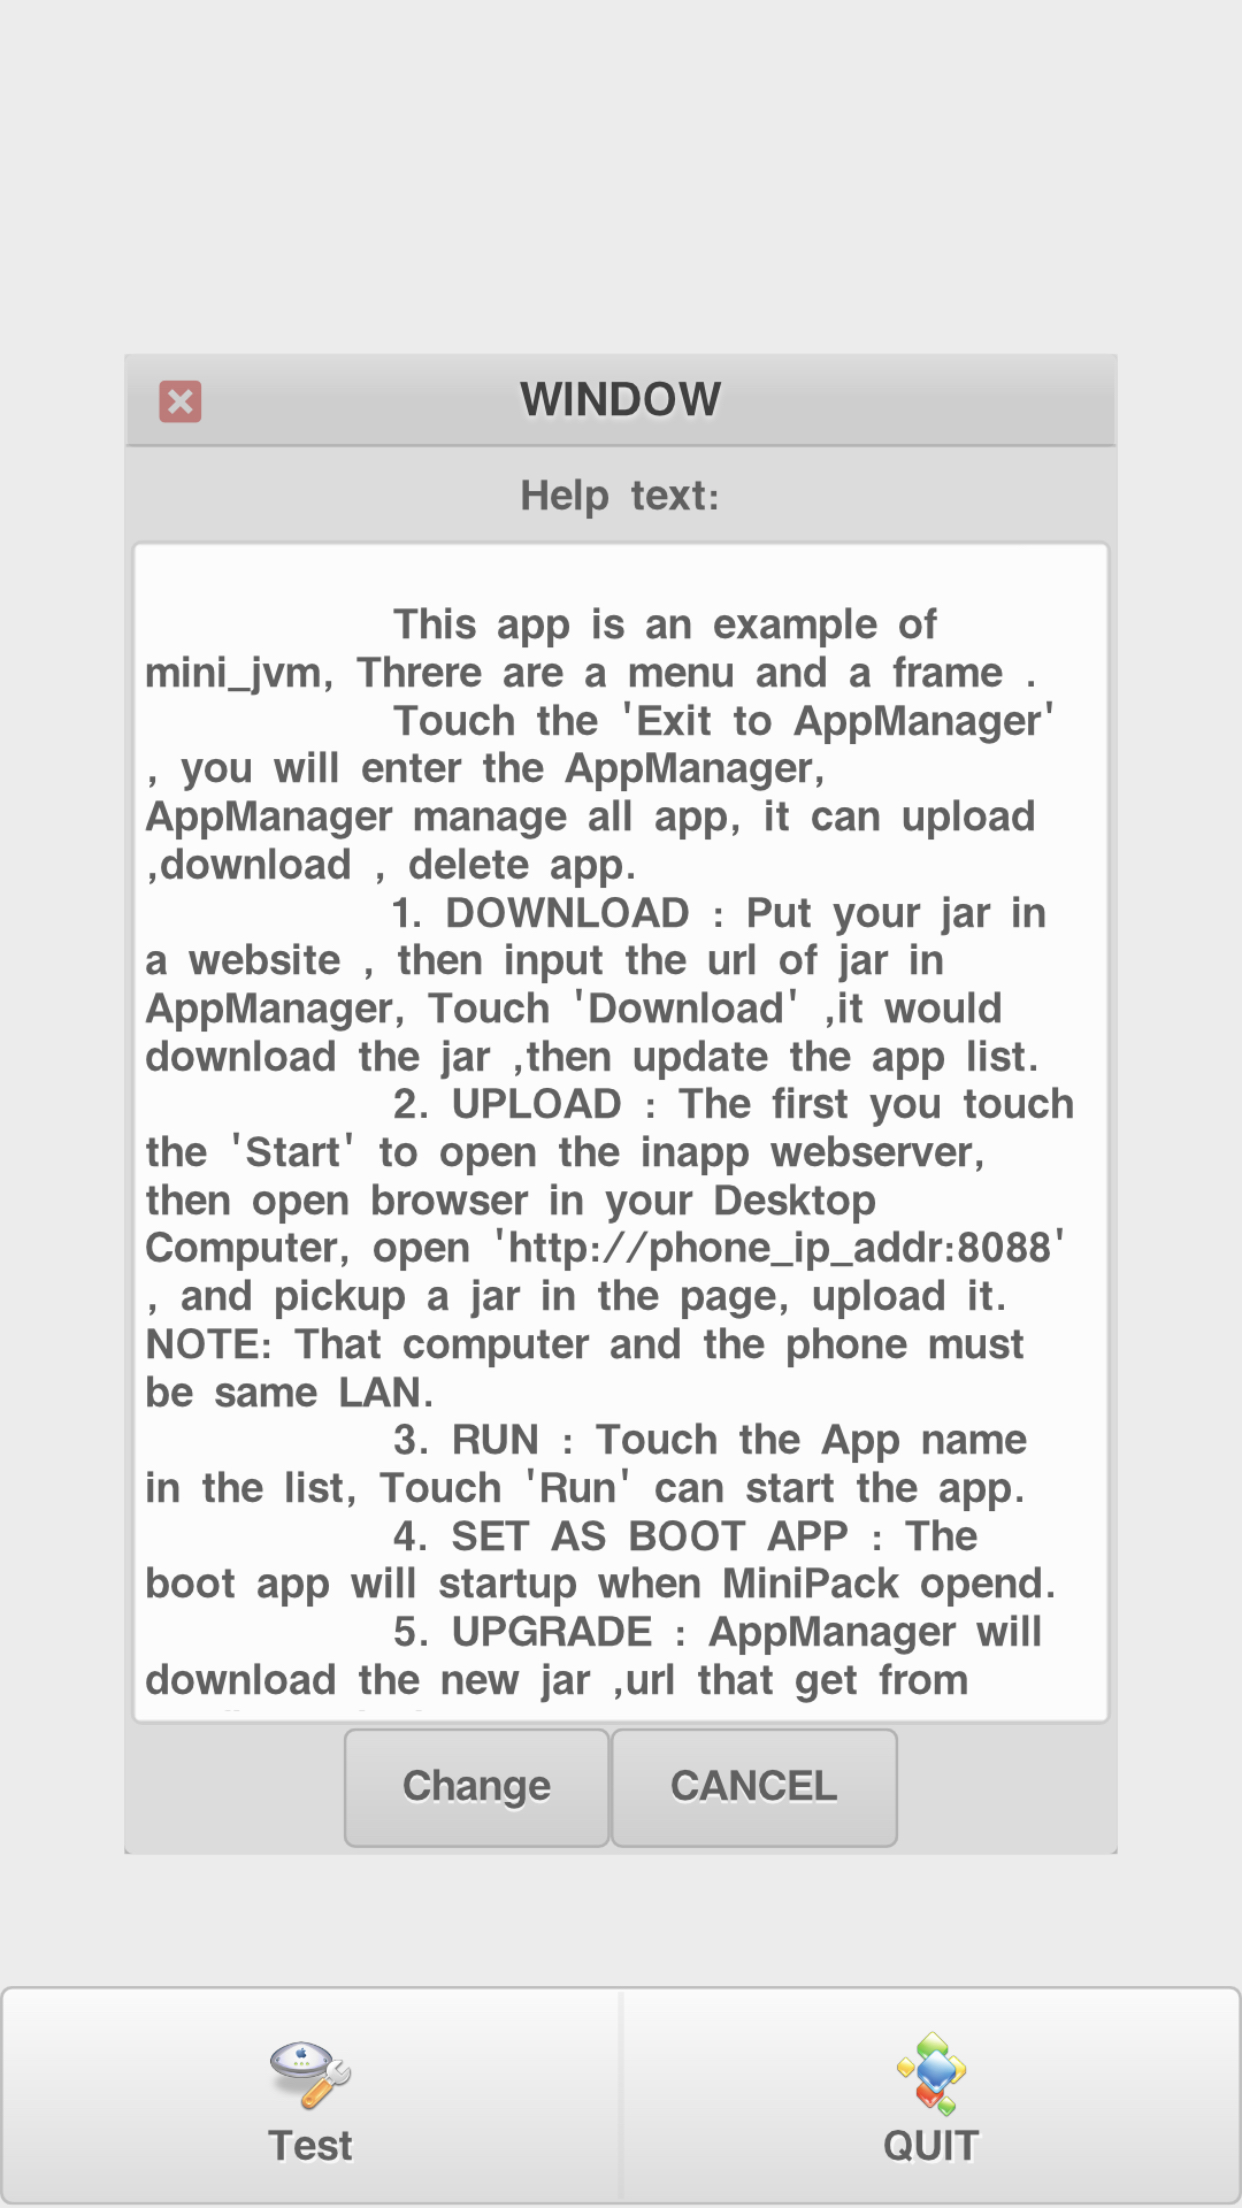 WINDOW
Help text:
This app is an example of
mini_jvm, Threre are a menu and a frame .
Touch the 'Exit to AppManager'
, you will enter the AppManager,
AppManager manage all app, it can upload
,download , delete app.
1. DOWNLOAD : Put your jar in
a website , then input the url of jar in
AppManager, Touch 'Download' ,it would
download the jar ,then update the app list.
2. UPLOAD : The first you touch
the 'Start' to open the inapp webserver,
then open browser in your Desktop
Computer, open 'http://phone_ip_addr:8088'
, and pickup a jar in the page, upload it.
NOTE: That computer and the phone must
be same LAN.
3. RUN : Touch the App name
in the list, Touch 'Run' can start the app.
4. SET AS BOOT APP : The
boot app will startup when MiniPack opend.
5. UPGRADE : AppManager will
download the new jar ,url that get from
Change CANCEL
Test QUIT